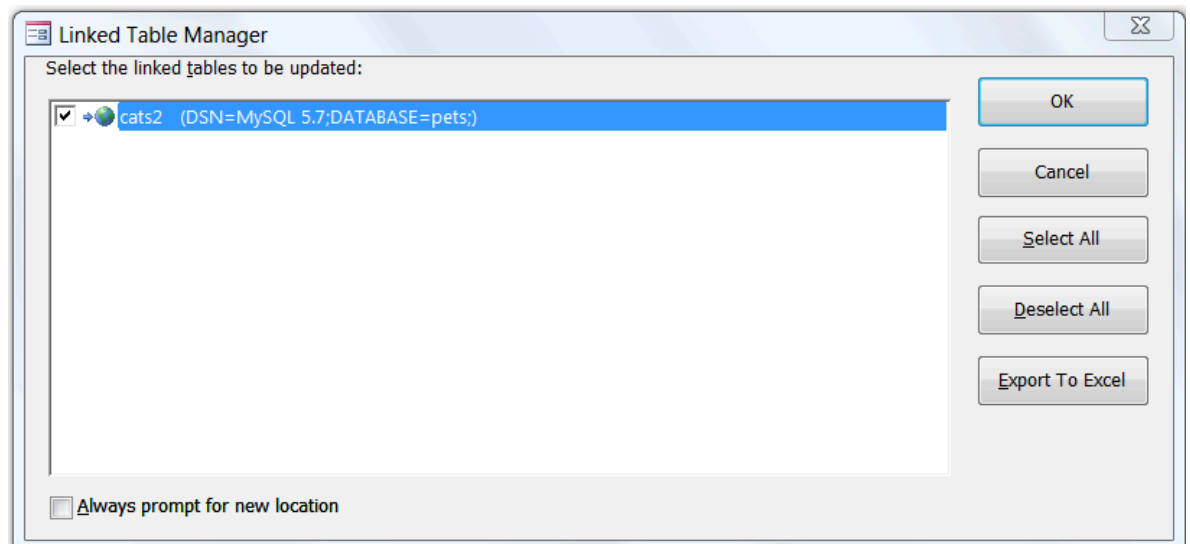 Linked Table Manager
Select the linked tables to be updated:
cats2 (DSN=MySQL 5.7;DATABASE=pets;)
OK
Cancel
Select All
Deselect All
Export To Excel
Always prompt for new location